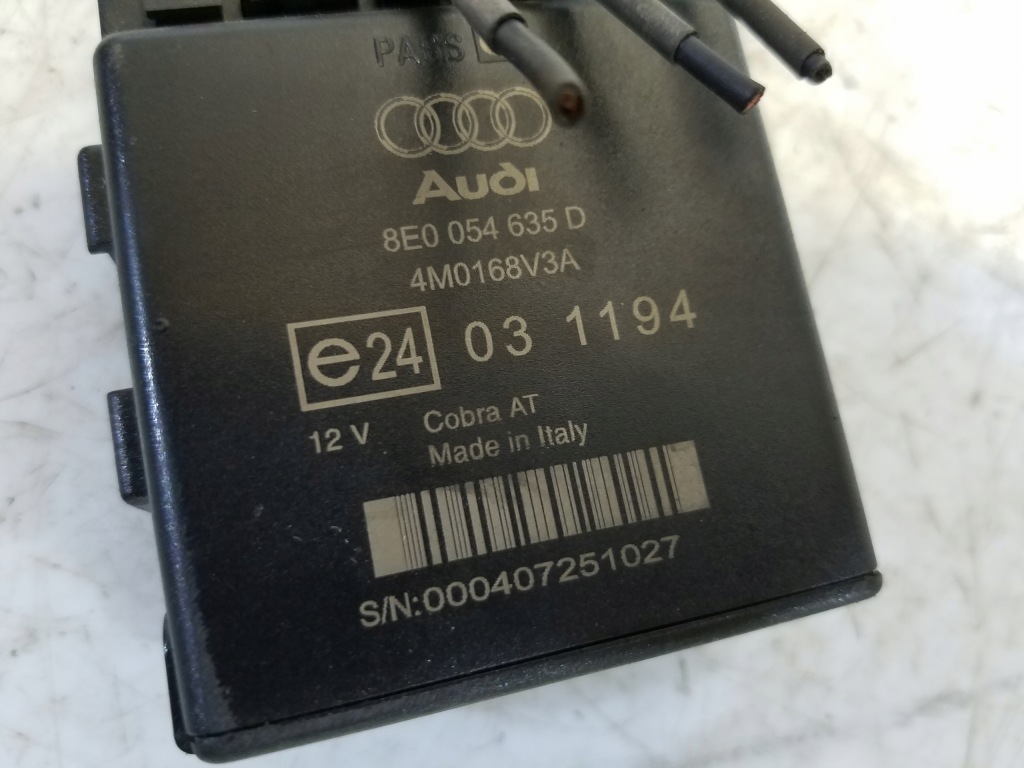 PASS
Audi
8E0 054 635 D
4M0168V3A
e24 03 1194
12 V Cobra AT
Made in Italy
S/N:000407251027